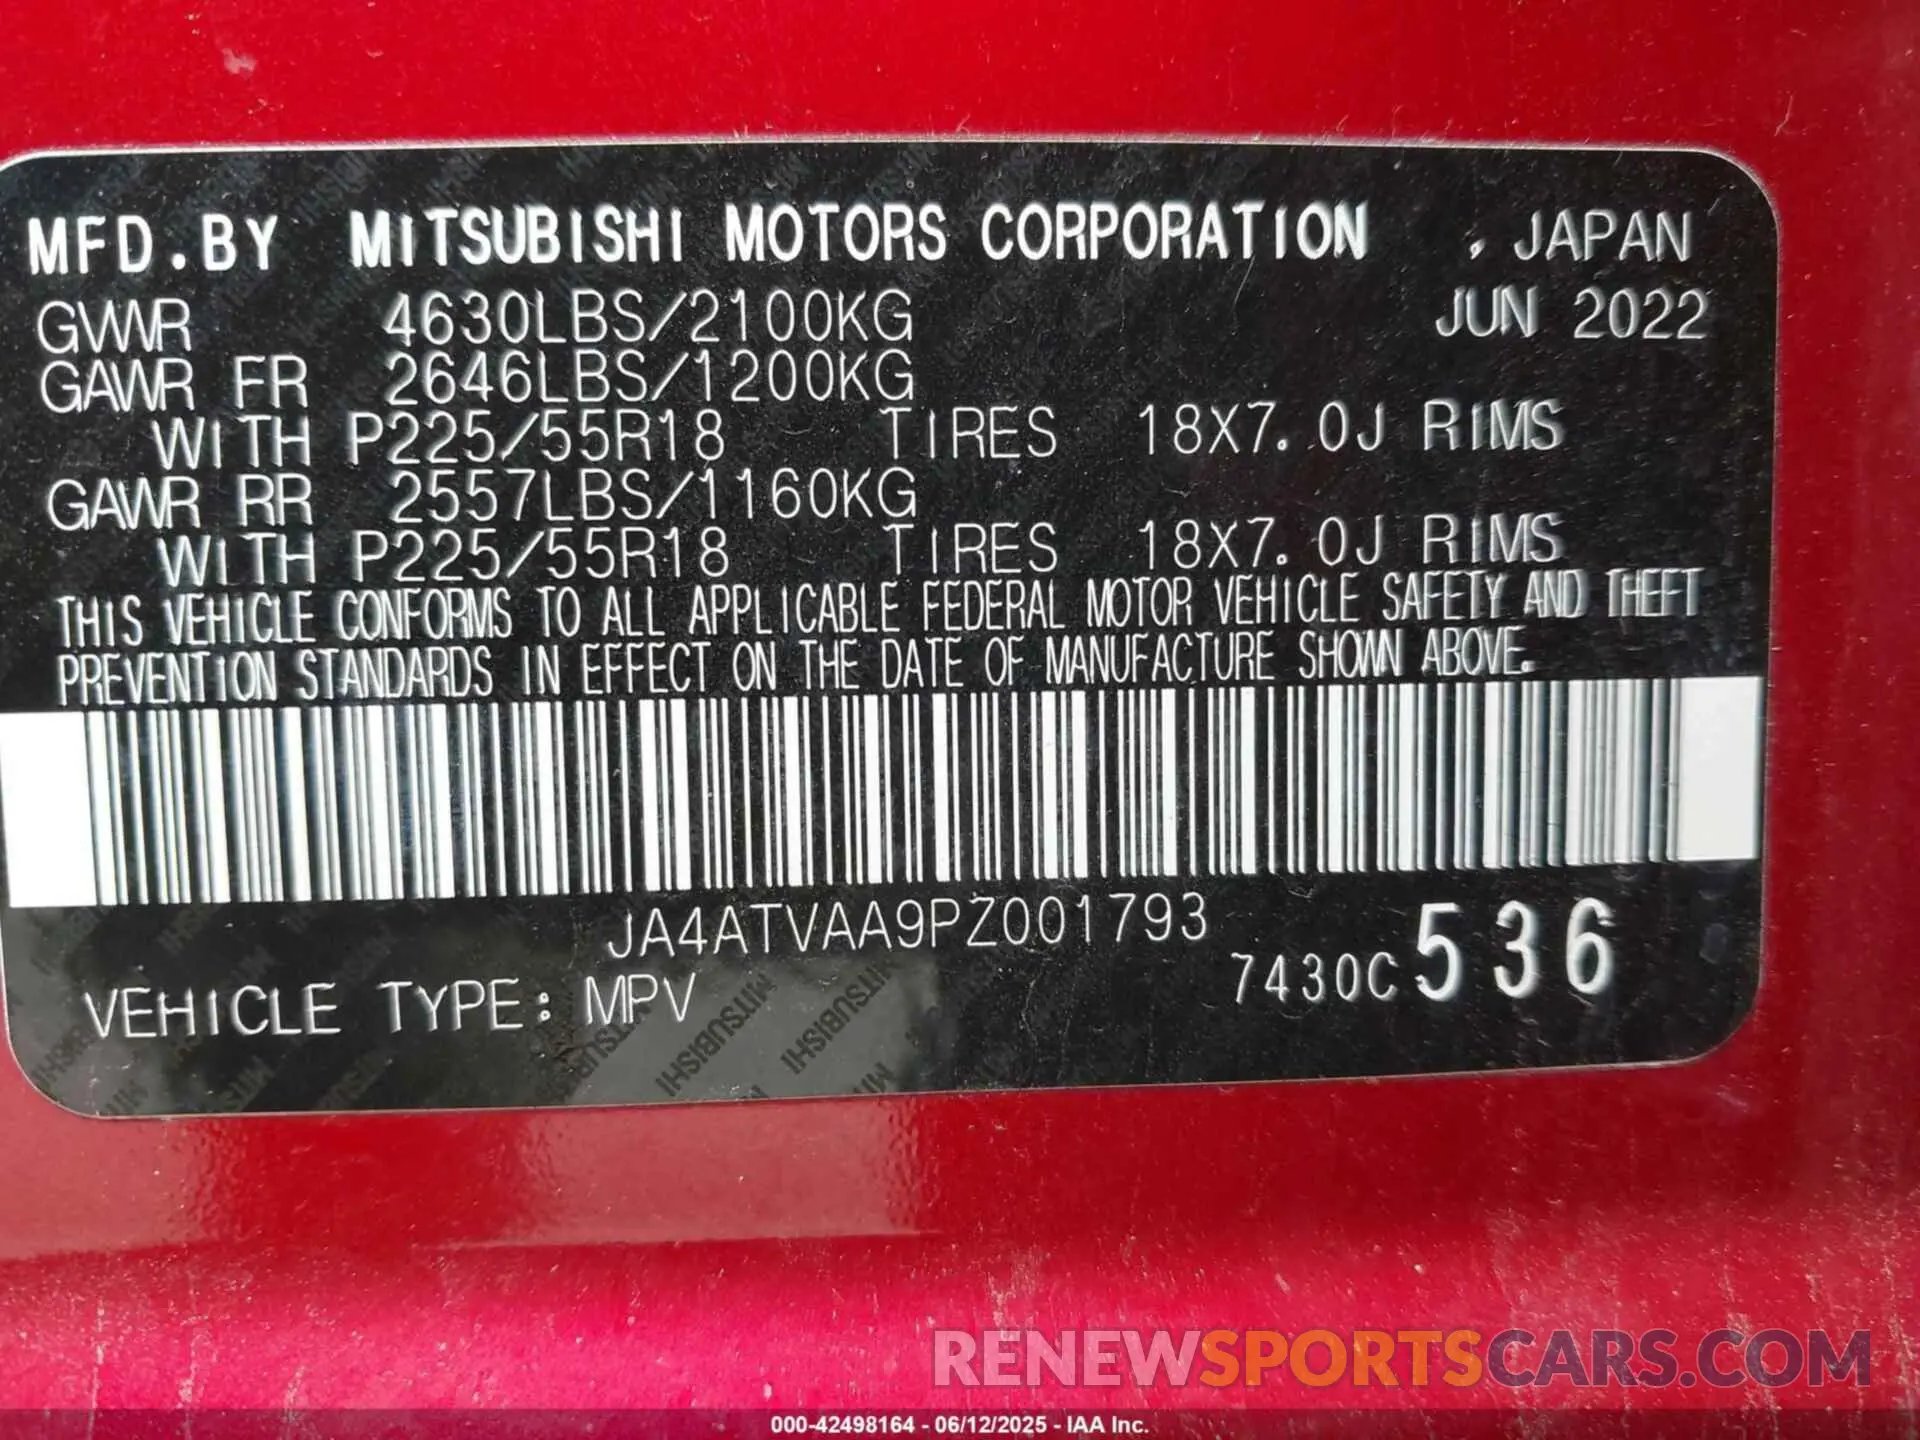 MFD.BY MITSUBISHI MOTORS CORPORATION , JAPAN
GVWR 4630LBS/2100KG JUN 2022
GAWR FR 2646LBS/1200KG
WITH P225/55R18 TIRES 18X7.0J RIMS
GAWR RR 2557LBS/1160KG
WITH P225/55R18 TIRES 18X7.0J RIMS
THIS VEHICLE CONFORMS TO ALL APPLICABLE FEDERAL MOTOR VEHICLE SAFETY AND THEFT
PREVENTION STANDARDS IN EFFECT ON THE DATE OF MANUFACTURE SHOWN ABOVE.
JA4ATVAA9PZ001793
7430C 536
VEHICLE TYPE: MPV
MITSUBISHI
RENEWSPORTSCARS.COM
000-42498164 - 06/12/2025 - IAA Inc.